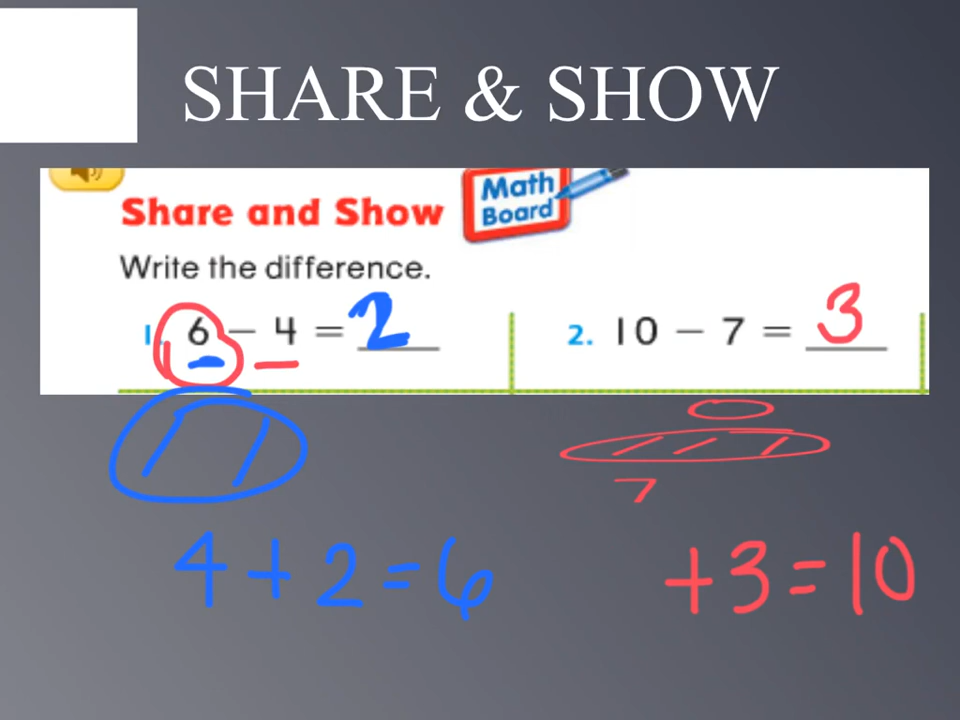 SHARE & SHOW
Share and Show
Math
Board
Write the difference.
1. 6 − 4 = 2
2. 10 − 7 = 3
7
4 + 2 = 6
+ 3 = 10